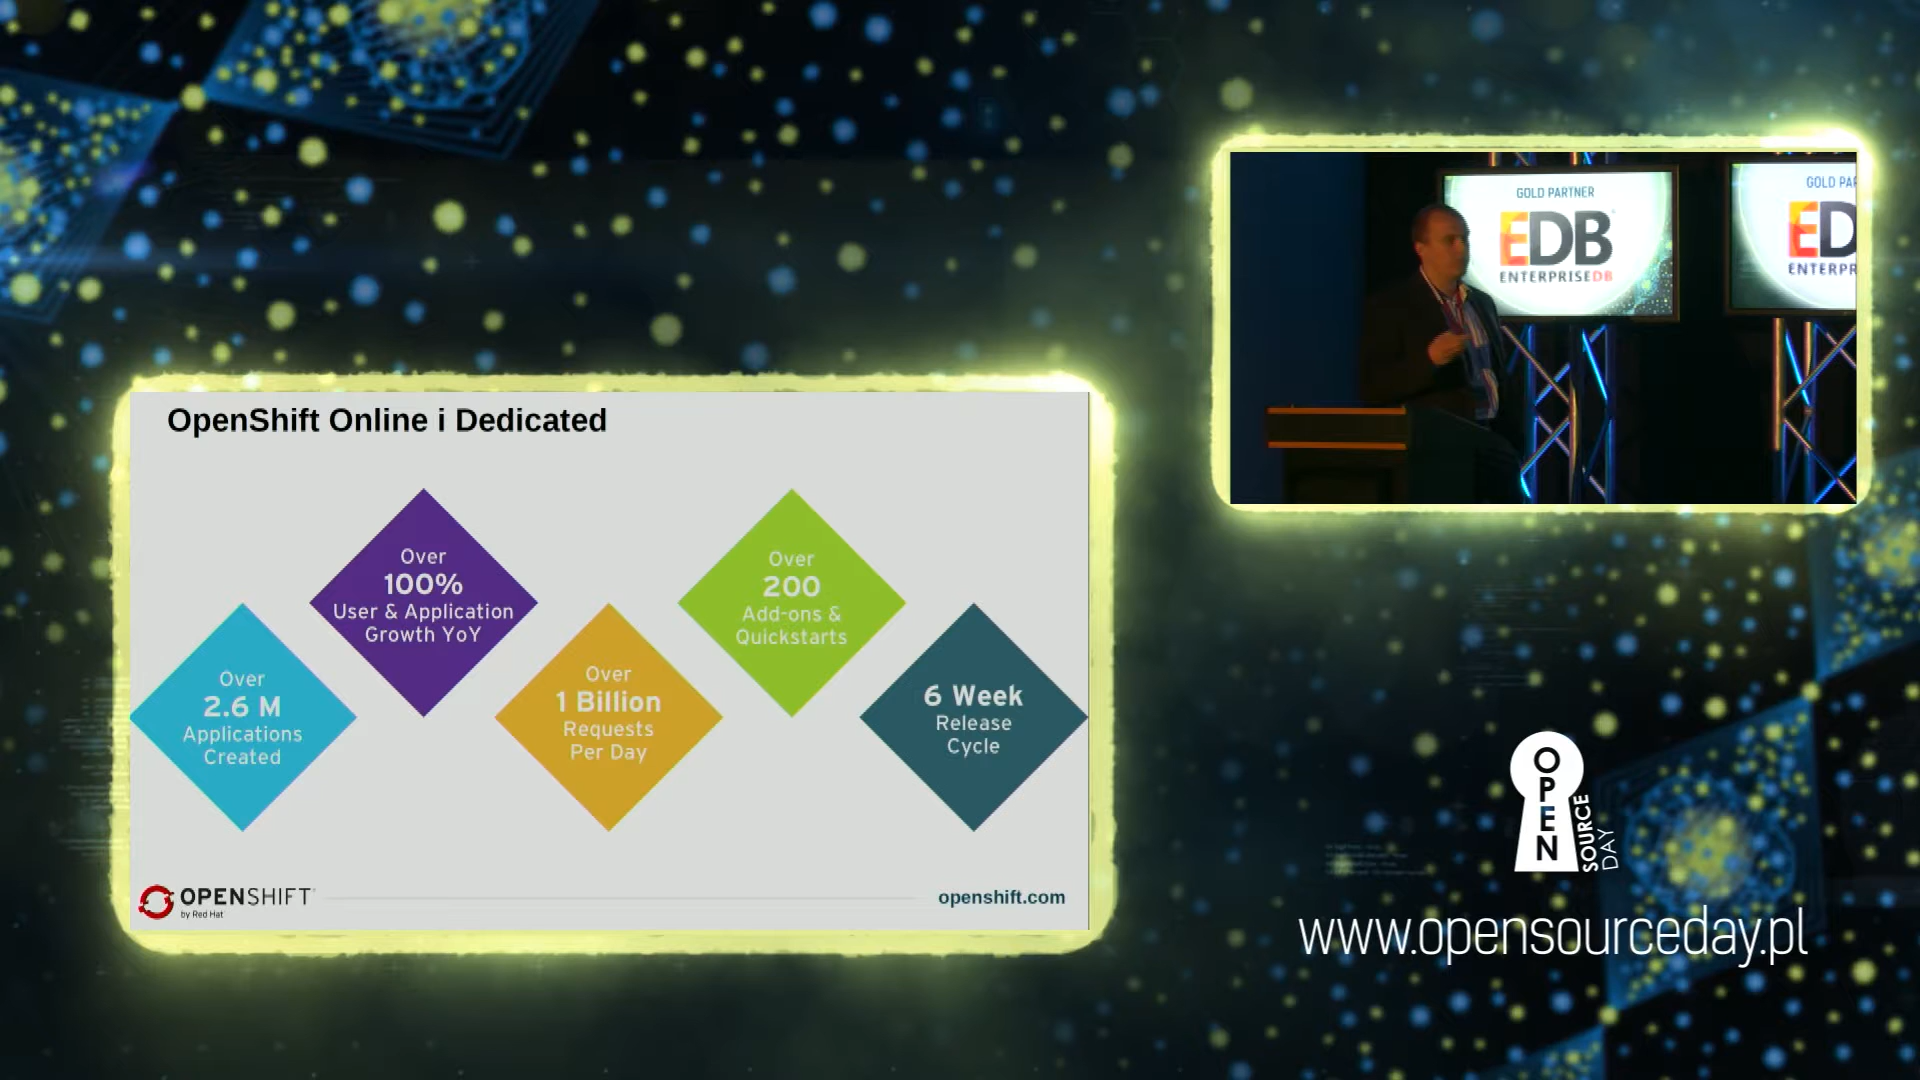 OpenShift Online i Dedicated
Over
2.6 M
Applications
Created
Over
100%
User & Application
Growth YoY
Over
1 Billion
Requests
Per Day
Over
200
Add-ons &
Quickstarts
6 Week
Release
Cycle
OPENSHIFT
by Red Hat
openshift.com
GOLD PARTNER
EDB
ENTERPRISEDB
GOLD PAR
ED
ENTERPR
OPEN
SOURCE
DAY
www.opensourceday.pl